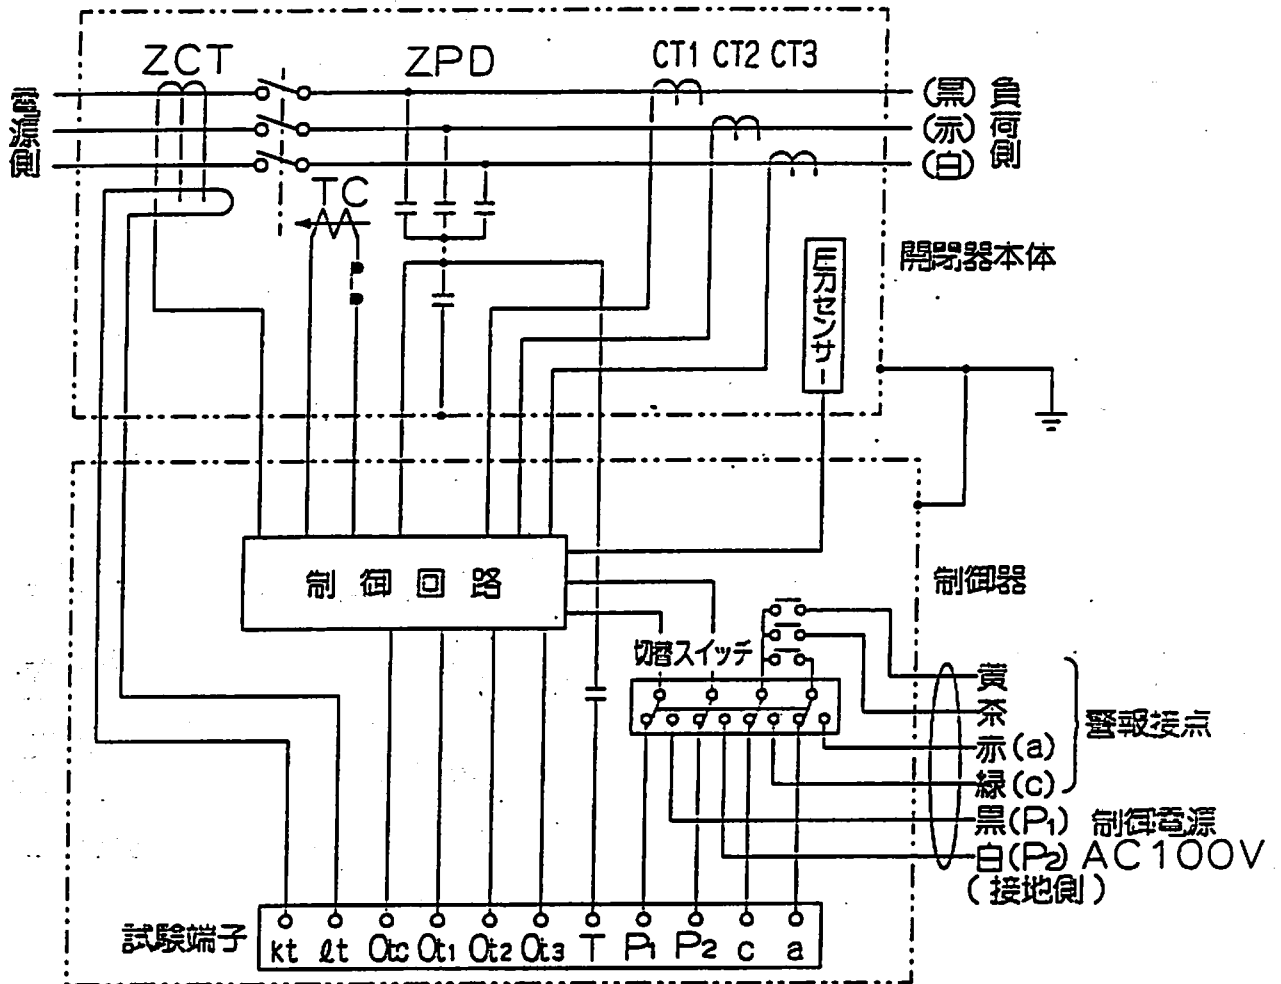 ZCT
ZPD
CT1 CT2 CT3
電源側
(黒)
(赤)
(白)
負荷側
TC
圧力センサー
開閉器本体
制御回路
制御器
切替スイッチ
黄
茶
赤(a)
緑(c)
警報接点
黒(P1) 制御電源
白(P2) AC100V
(接地側)
試験端子
kt ℓt Otc Ot1 Ot2 Ot3 T P1 P2 c a